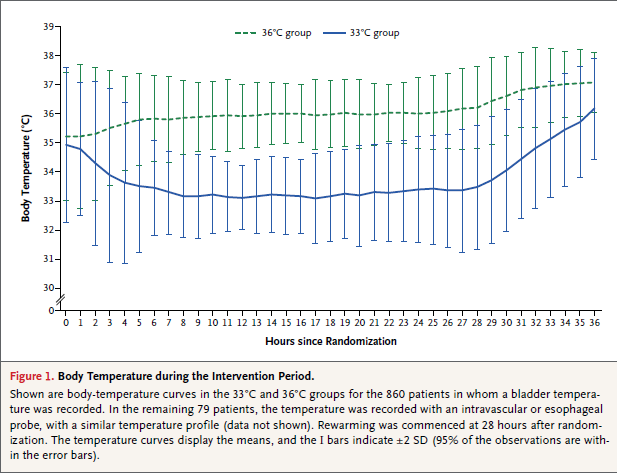 36°C group 33°C group
39
38
37
36
35
34
33
32
31
30
0
Body Temperature (°C)
0 1 2 3 4 5 6 7 8 9 10 11 12 13 14 15 16 17 18 19 20 21 22 23 24 25 26 27 28 29 30 31 32 33 34 35 36
Hours since Randomization
Figure 1. Body Temperature during the Intervention Period.
Shown are body-temperature curves in the 33°C and 36°C groups for the 860 patients in whom a bladder tempera-
ture was recorded. In the remaining 79 patients, the temperature was recorded with an intravascular or esophageal
probe, with a similar temperature profile (data not shown). Rewarming was commenced at 28 hours after random-
ization. The temperature curves display the means, and the I bars indicate ±2 SD (95% of the observations are with-
in the error bars).